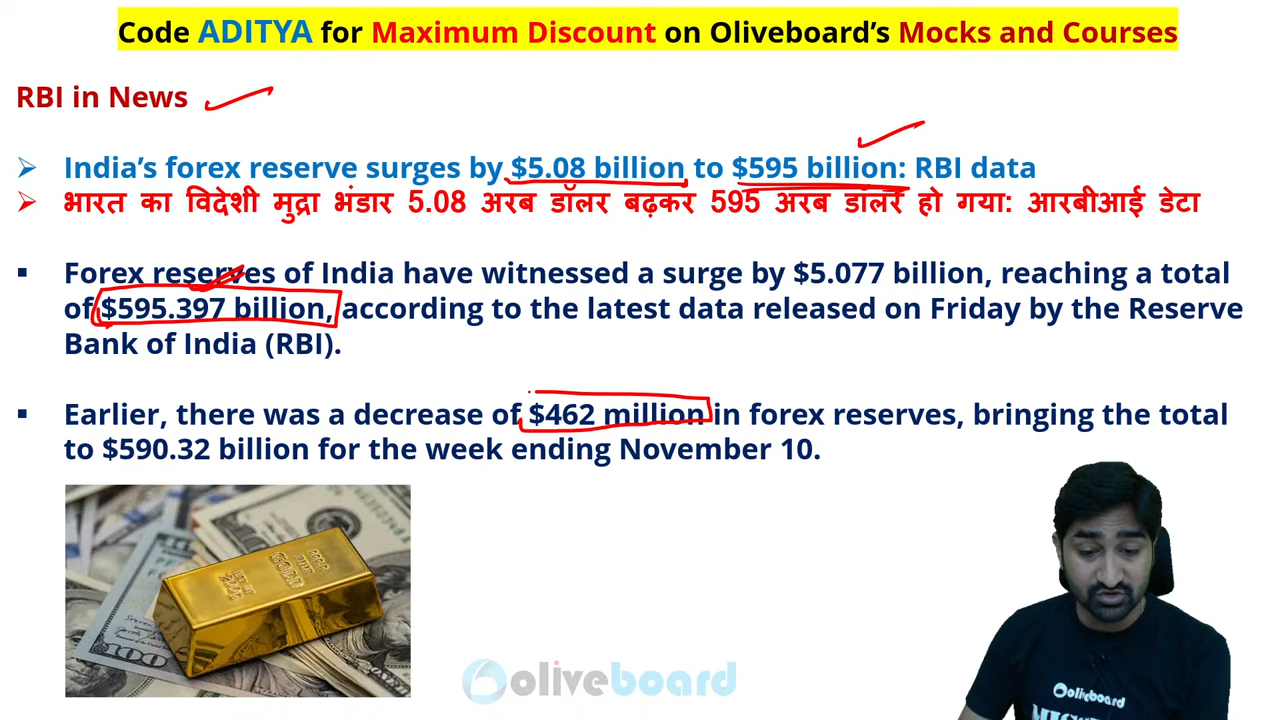 Code ADITYA for Maximum Discount on Oliveboard's Mocks and Courses
RBI in News
India's forex reserve surges by $5.08 billion to $595 billion: RBI data
भारत का विदेशी मुद्रा भंडार 5.08 अरब डॉलर बढ़कर 595 अरब डॉलर हो गया: आरबीआई डेटा
Forex reserves of India have witnessed a surge by $5.077 billion, reaching a total
of $595.397 billion, according to the latest data released on Friday by the Reserve
Bank of India (RBI).
Earlier, there was a decrease of $462 million in forex reserves, bringing the total
to $590.32 billion for the week ending November 10.
GOLD
100
oliveboard
oliveboard